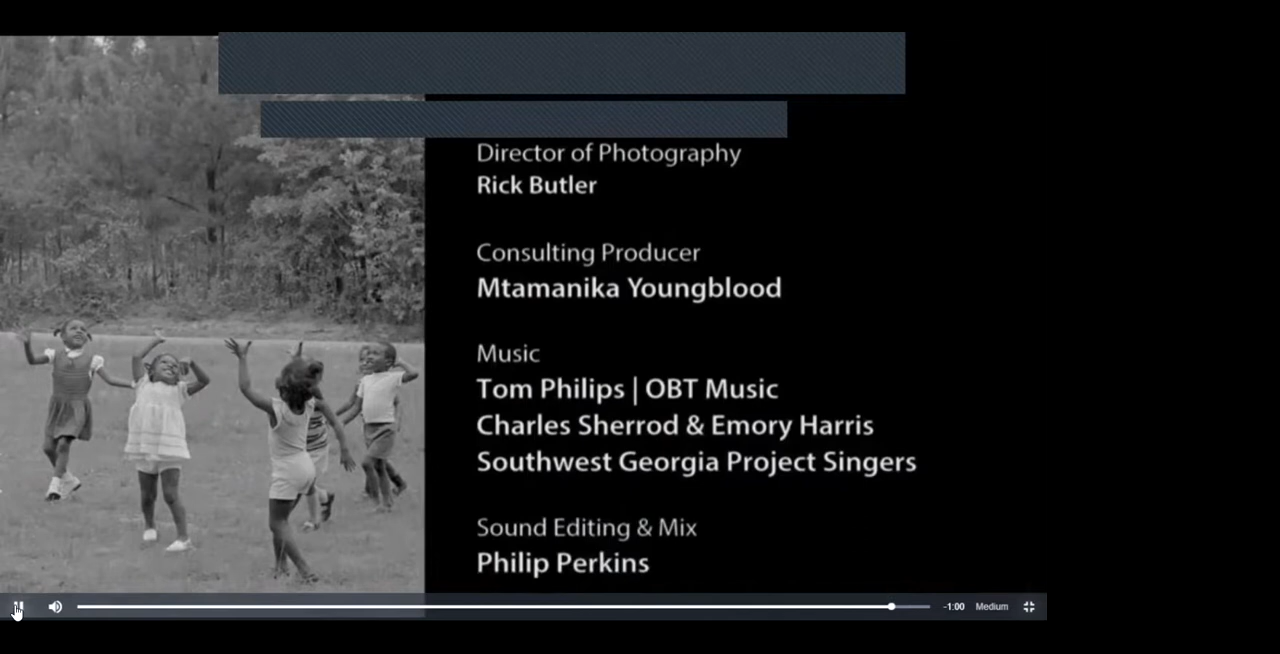 Director of Photography
Rick Butler
Consulting Producer
Mtamanika Youngblood
Music
Tom Philips | OBT Music
Charles Sherrod & Emory Harris
Southwest Georgia Project Singers
Sound Editing & Mix
Philip Perkins
-1:00 Medium